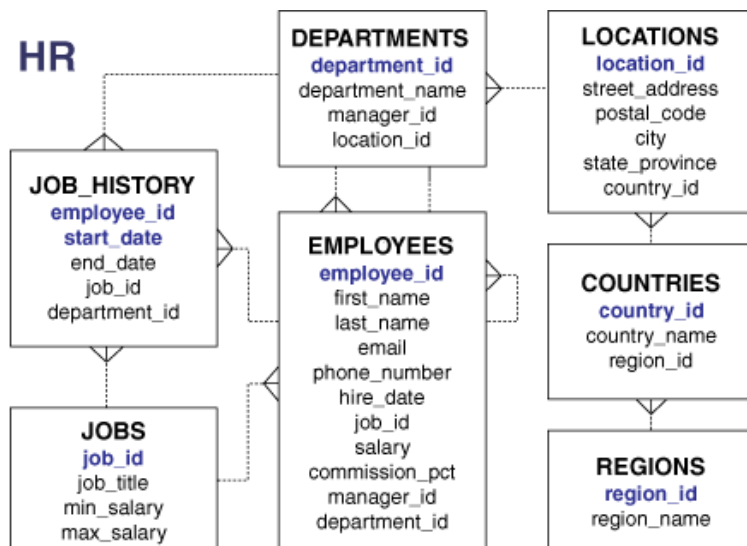 HR
DEPARTMENTS
department_id
department_name
manager_id
location_id
LOCATIONS
location_id
street_address
postal_code
city
state_province
country_id
JOB_HISTORY
employee_id
start_date
end_date
job_id
department_id
EMPLOYEES
employee_id
first_name
last_name
email
phone_number
hire_date
job_id
salary
commission_pct
manager_id
department_id
COUNTRIES
country_id
country_name
region_id
JOBS
job_id
job_title
min_salary
max_salary
REGIONS
region_id
region_name